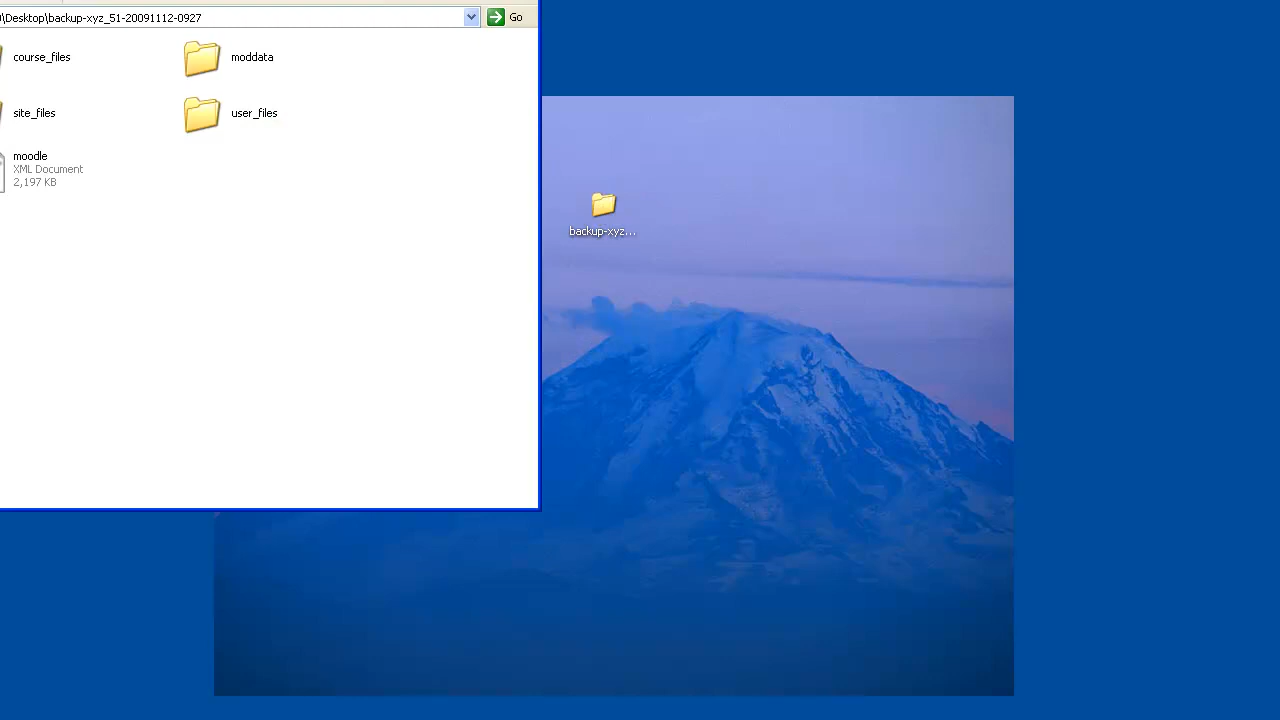 \Desktop\backup-xyz_51-20091112-0927
Go
course_files
moddata
site_files
user_files
moodle
XML Document
2,197 KB
backup-xyz...